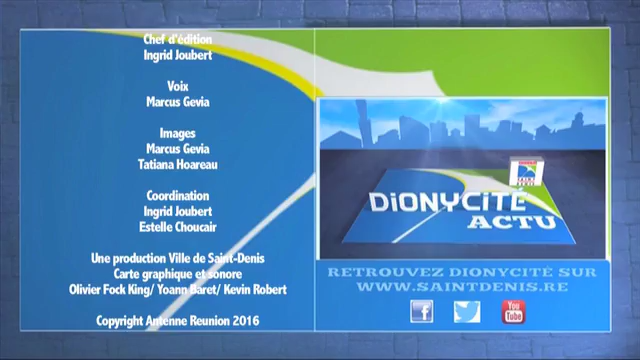 Chef d'édition
Ingrid Joubert
Voix
Marcus Gevia
Images
Marcus Gevia
Tatiana Hoareau
Coordination
Ingrid Joubert
Estelle Choucair
Une production Ville de Saint-Denis
Carte graphique et sonore
Olivier Fock King/ Yoann Baret/ Kevin Robert
Copyright Antenne Reunion 2016
DiONYCiTÉ
ACTU
RETROUVEZ DIONYCITÉ SUR
WWW.SAINTDENIS.RE
f
You
Tube